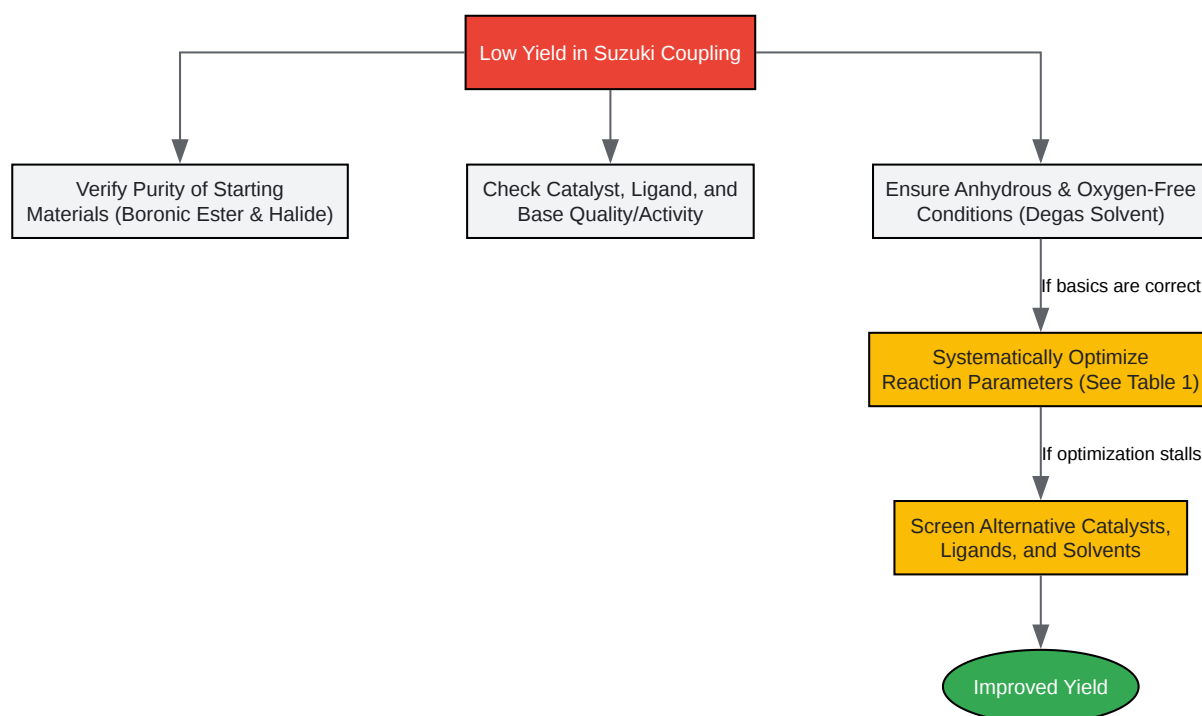 Low Yield in Suzuki Coupling
Verify Purity of Starting
Materials (Boronic Ester & Halide)
Check Catalyst, Ligand, and
Base Quality/Activity
Ensure Anhydrous & Oxygen-Free
Conditions (Degas Solvent)
If basics are correct
Systematically Optimize
Reaction Parameters (See Table 1)
If optimization stalls
Screen Alternative Catalysts,
Ligands, and Solvents
Improved Yield